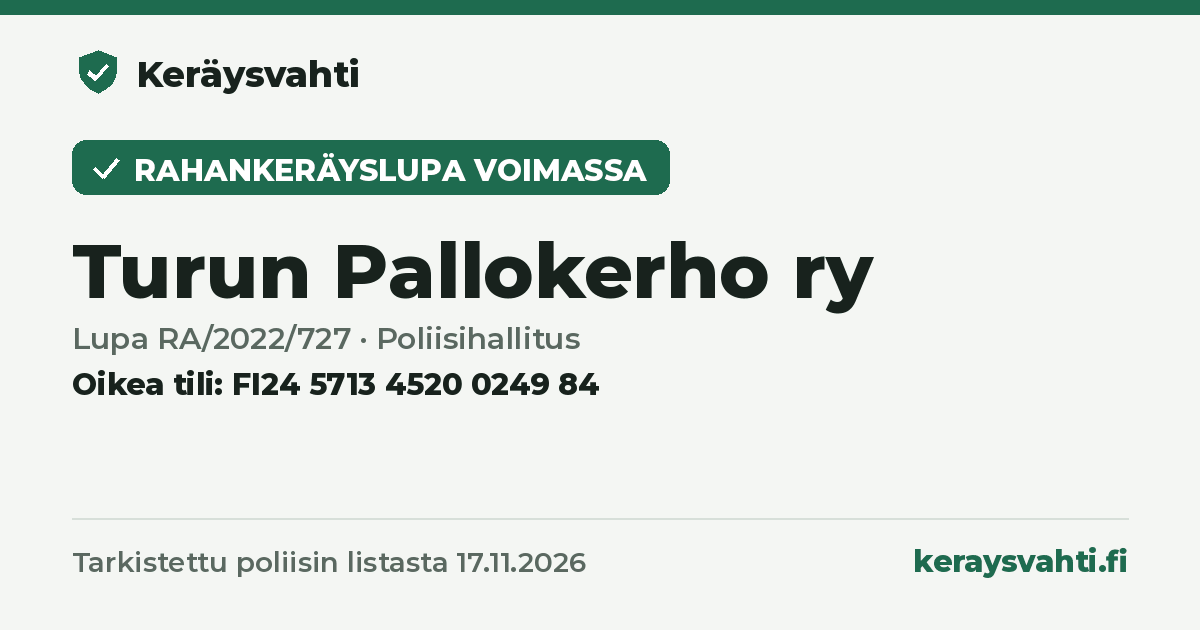 Keräysvahti
RAHANKERÄYSLUPA VOIMASSA
Turun Pallokerho ry
Lupa RA/2022/727 · Poliisihallitus
Oikea tili: FI24 5713 4520 0249 84
Tarkistettu poliisin listasta 17.11.2026
keraysvahti.fi